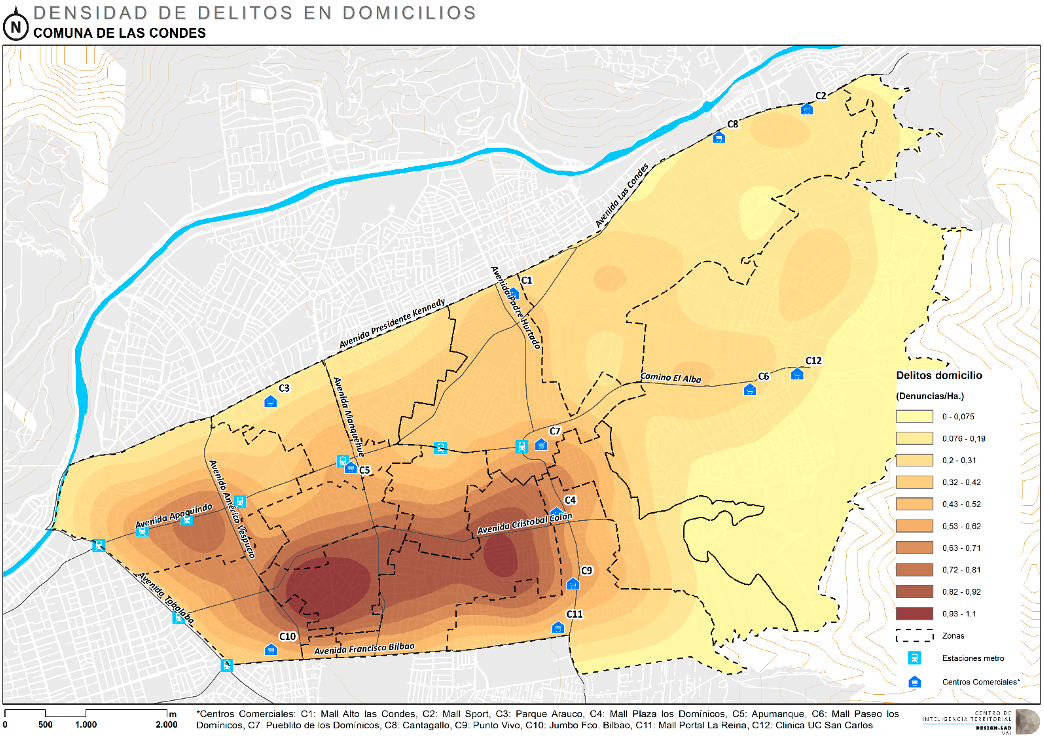 DENSIDAD DE DELITOS EN DOMICILIOS
N
COMUNA DE LAS CONDES
C2
C8
Avenida Las Condes
C1
Avenida Padre Hurtado
Avenida Presidente Kennedy
C3
Avenida Manquehue
C12
C6
Camino El Alba
C7
C5
Avenida Américo Vespucio
Avenida Apoquindo
C4
Avenida Cristobal Colon
C9
Avenida Tobalaba
C11
C10
Avenida Francisco Bilbao
Delitos domicilio
(Denuncias/Ha.)
0 - 0,075
0,076 - 0,19
0,2 - 0,31
0,32 - 0,42
0,43 - 0,52
0,53 - 0,62
0,63 - 0,71
0,72 - 0,81
0,82 - 0,92
0,93 - 1,1
Zonas
Estaciones metro
Centros Comerciales*
m
0 500 1.000 2.000
*Centros Comerciales: C1: Mall Alto las Condes, C2: Mall Sport, C3: Parque Arauco, C4: Mall Plaza los Domínicos, C5: Apumanque, C6: Mall Paseo los
Domínicos, C7: Pueblito de los Domínicos, C8: Cantagallo, C9: Punto Vivo, C10: Jumbo Fco. Bilbao, C11: Mall Portal La Reina, C12: Clinica UC San Carlos
CENTRO DE
INTELIGENCIA TERRITORIAL
DESIGN-LAB
UAI